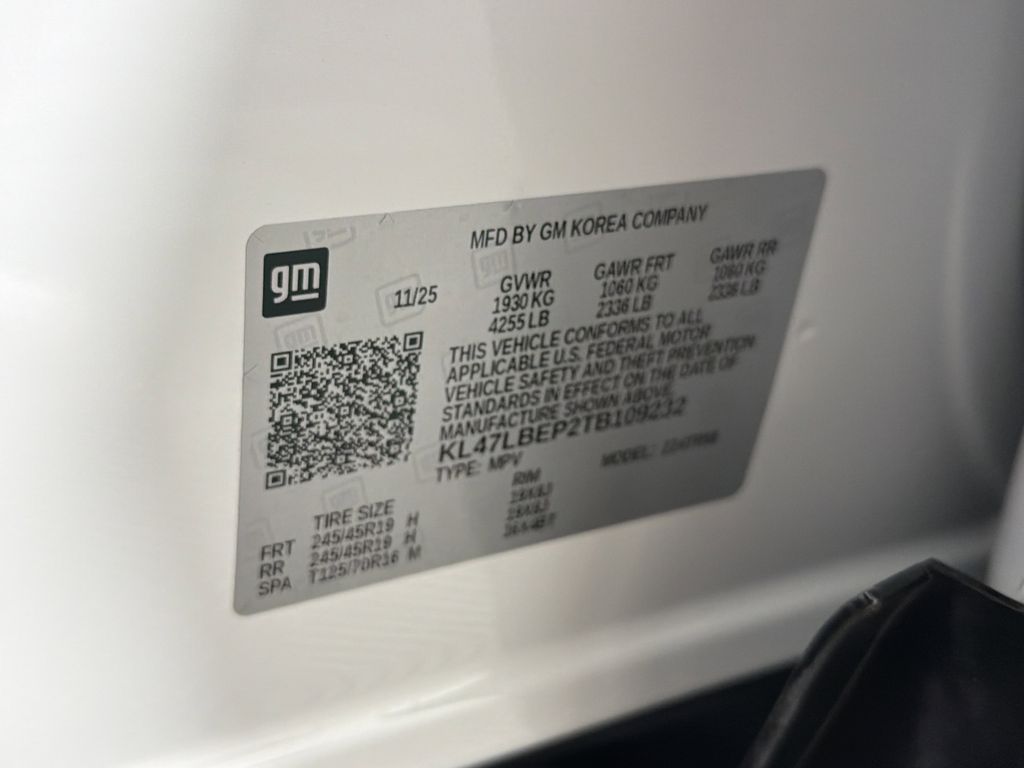 gm
MFD BY GM KOREA COMPANY
11/25
GVWR GAWR FRT GAWR RR
1930 KG 1060 KG 1060 KG
4255 LB 2336 LB 2336 LB
THIS VEHICLE CONFORMS TO ALL
APPLICABLE U.S. FEDERAL MOTOR
VEHICLE SAFETY AND THEFT PREVENTION
STANDARDS IN EFFECT ON THE DATE OF
MANUFACTURE SHOWN ABOVE.
KL47LBEP2TB109232
TYPE: MPV MODEL:
TIRE SIZE RIM
FRT 245/45R19 H
RR 245/45R19 H
SPA T125/70R16 M